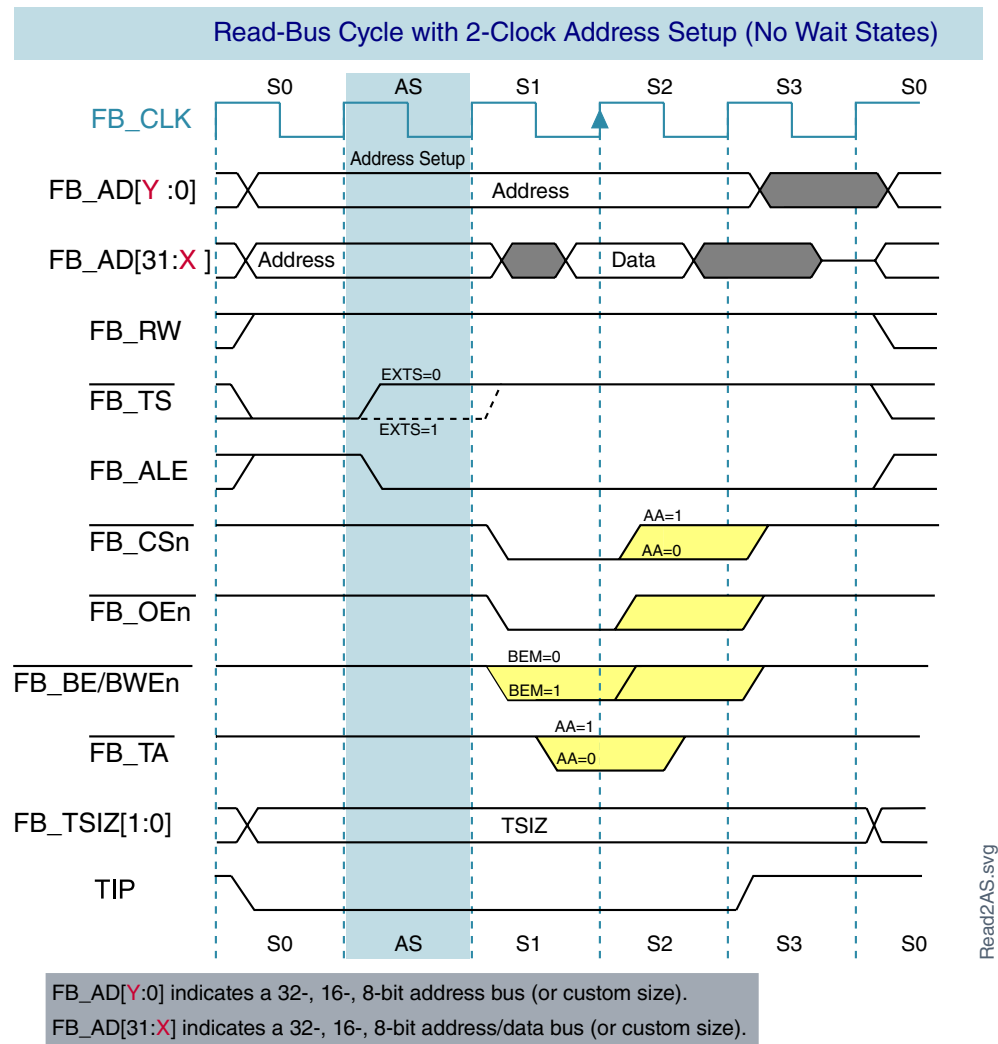 Read-Bus Cycle with 2-Clock Address Setup (No Wait States)
S0 AS S1 S2 S3 S0
FB_CLK
Address Setup
FB_AD[Y :0] Address
FB_AD[31:X ] Address Data
FB_RW
EXTS=0
FB_TS
EXTS=1
FB_ALE
AA=1
FB_CSn
AA=0
FB_OEn
BEM=0
FB_BE/BWEn
BEM=1
AA=1
FB_TA
AA=0
FB_TSIZ[1:0] TSIZ
TIP
S0 AS S1 S2 S3 S0
Read2AS.svg
FB_AD[Y:0] indicates a 32-, 16-, 8-bit address bus (or custom size).
FB_AD[31:X] indicates a 32-, 16-, 8-bit address/data bus (or custom size).